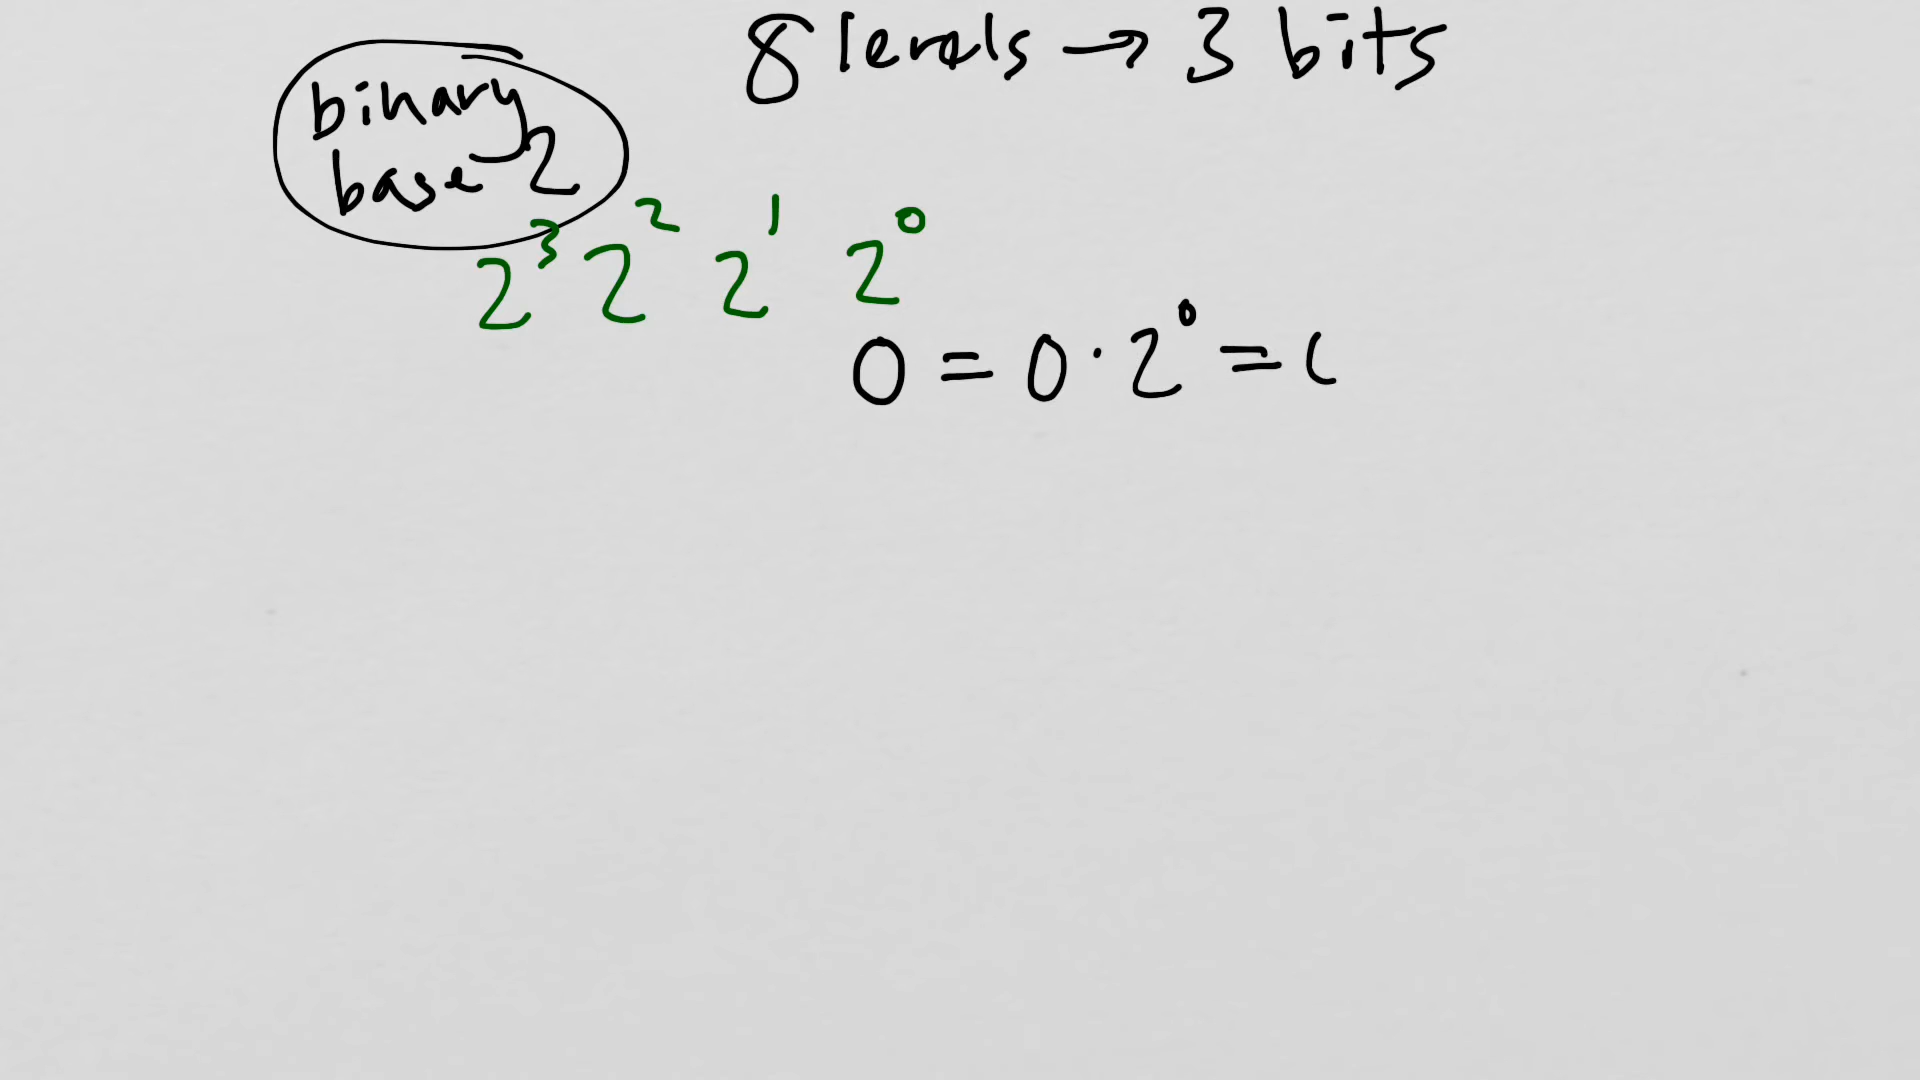 8 levels → 3 bits
binary
base 2
2³ 2² 2¹ 2⁰
0 = 0 · 2⁰ =